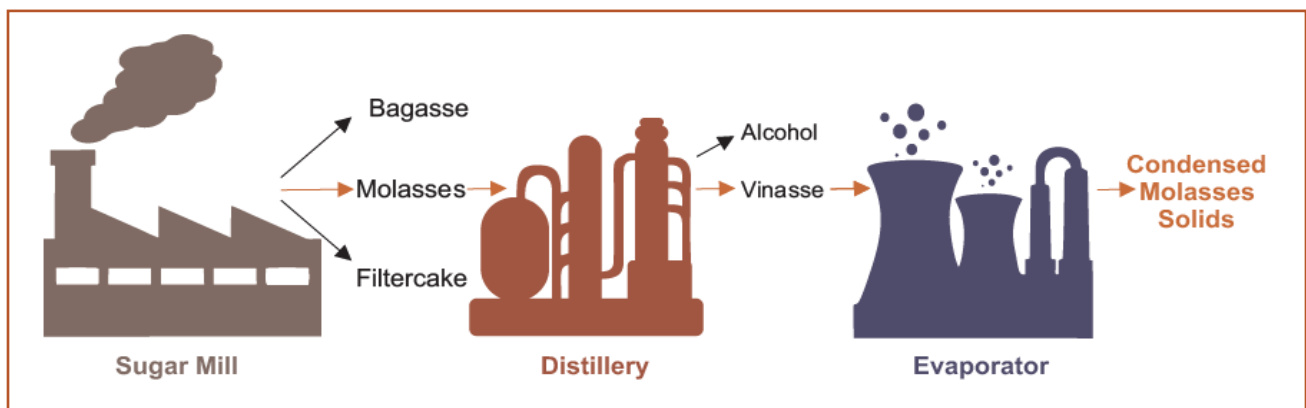 Bagasse
Molasses
Filtercake
Alcohol
Vinasse
Condensed
Molasses
Solids
Sugar Mill
Distillery
Evaporator